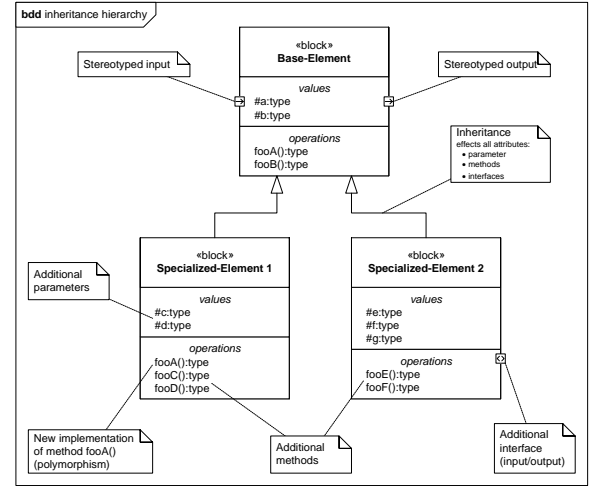 bdd inheritance hierarchy
«block»
Base-Element
Stereotyped input
Stereotyped output
values
#a:type
#b:type
operations
fooA():type
fooB():type
Inheritance
effects all attributes:
• parameter
• methods
• interfaces
«block»
Specialized-Element 1
values
#c:type
#d:type
operations
fooA():type
fooC():type
fooD():type
«block»
Specialized-Element 2
values
#e:type
#f:type
#g:type
operations
fooE():type
fooF():type
Additional
parameters
New implementation
of method fooA()
(polymorphism)
Additional
methods
Additional
interface
(input/output)